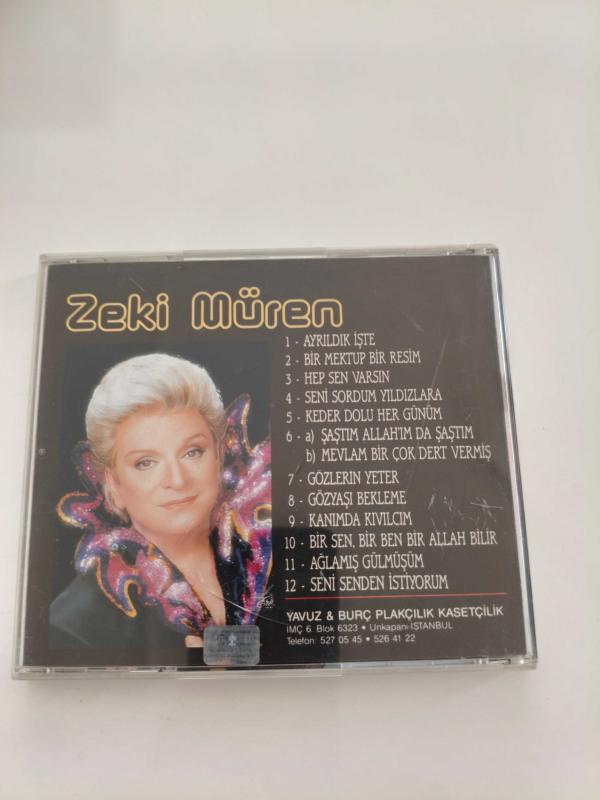 Zeki Müren
1 - AYRILDIK İŞTE
2 - BİR MEKTUP BİR RESİM
3 - HEP SEN VARSIN
4 - SENİ SORDUM YILDIZLARA
5 - KEDER DOLU HER GÜNÜM
6 - a) ŞAŞTIM ALLAH'IM DA ŞAŞTIM
b) MEVLAM BİR ÇOK DERT VERMİŞ
7 - GÖZLERIN YETER
8 - GÖZYAŞI BEKLEME
9 - KANIMDA KIVILCIM
10 - BİR SEN, BİR BEN BİR ALLAH BİLİR
11 - AĞLAMIŞ GÜLMÜŞÜM
12 - SENİ SENDEN İSTİYORUM
YAVUZ & BURÇ PLAKÇILIK KASETÇİLİK
İMÇ 6. Blok 6323 • Unkapanı-İSTANBUL
Telefon: 527 05 45 • 526 41 22